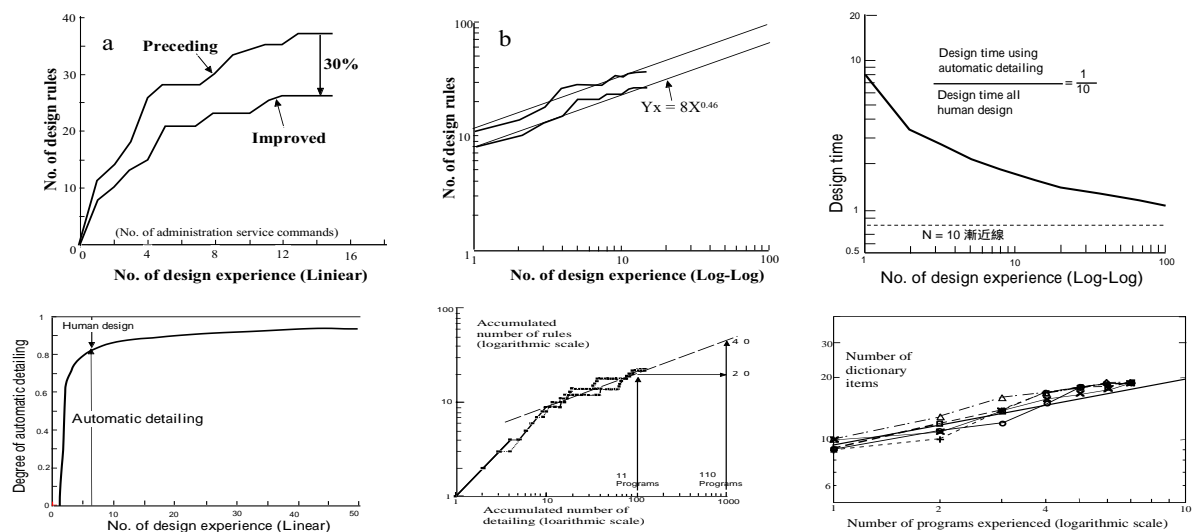 a
No. of design rules
40
30
20
10
0
Preceding
30%
Improved
(No. of administration service commands)
0
4
8
12
16
No. of design experience (Liniear)
b
No. of design rules
100
10
1
Yx = 8X^0.46
1
10
100
No. of design experience (Log-Log)
Design time
20
10
1
0.5
Design time using
automatic detailing
Design time all
human design
= 1/10
N = 10 漸近線
1
10
100
No. of design experience (Log-Log)
Degree of automatic detailing
1
0.8
0.6
0.4
0.2
0
Human design
Automatic detailing
0
10
20
30
40
50
No. of design experience (Linear)
100
10
1
Accumulated
number of rules
(logarithmic scale)
40
20
11
Programs
110
Programs
1
10
100
1000
Accumulated number of
detailing (loarithmic scale)
30
20
10
6
Number of
dictionary
items
1
2
4
6
10
Number of programs experienced (logarithmic scale)